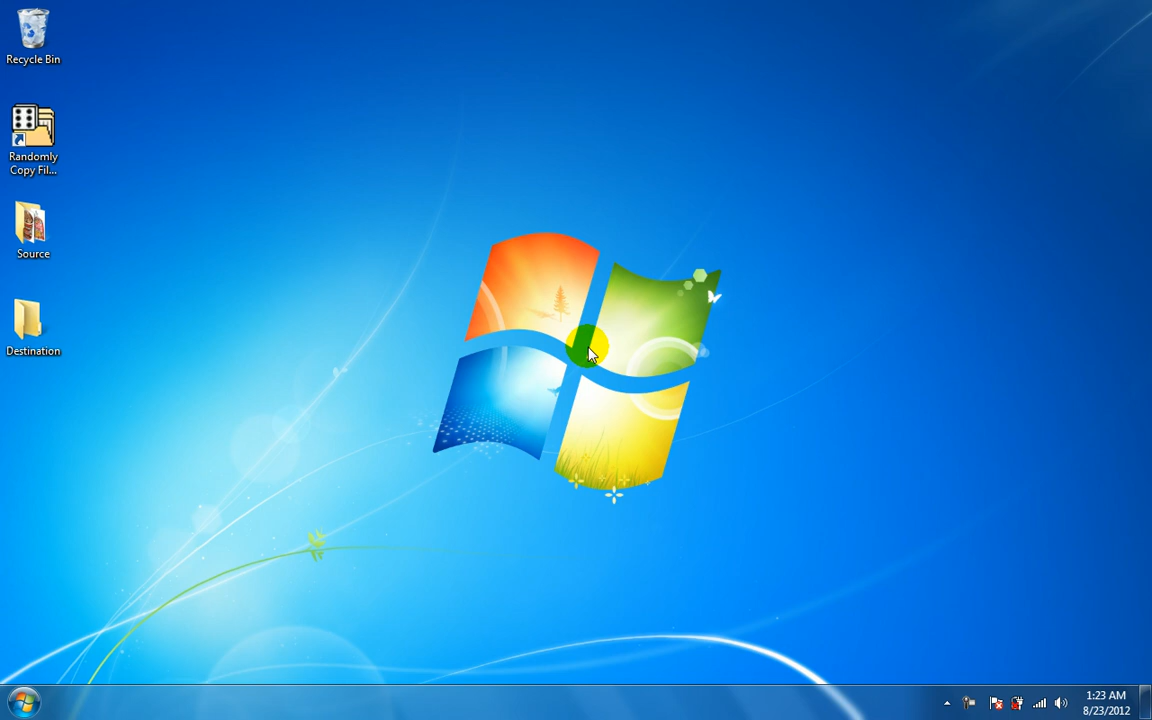 Recycle Bin
Randomly
Copy Fil...
Source
Destination
1:23 AM
8/23/2012